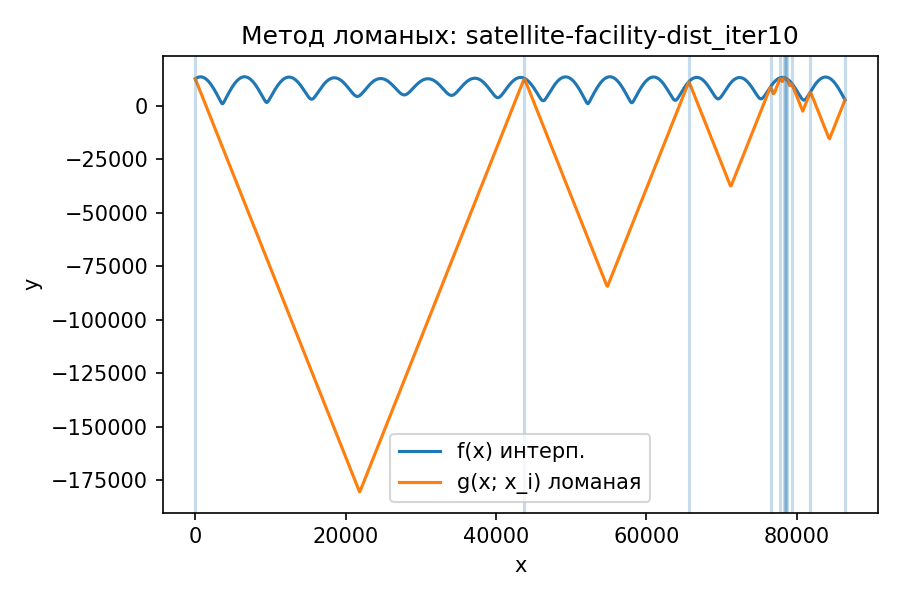 Метод ломаных: satellite-facility-dist_iter10
y
0
−25000
−50000
−75000
−100000
−125000
−150000
−175000
f(x) интерп.
g(x; x_i) ломаная
0
20000
40000
60000
80000
x